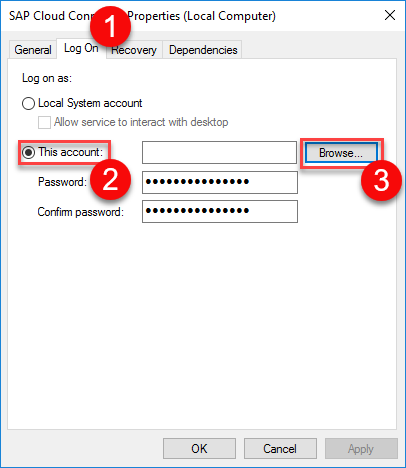 SAP Cloud Conn Properties (Local Computer)
1
General Log On Recovery Dependencies
Log on as:
Local System account
Allow service to interact with desktop
This account: Browse...
2
3
Password: •••••••••••••••
Confirm password: •••••••••••••••
OK Cancel Apply